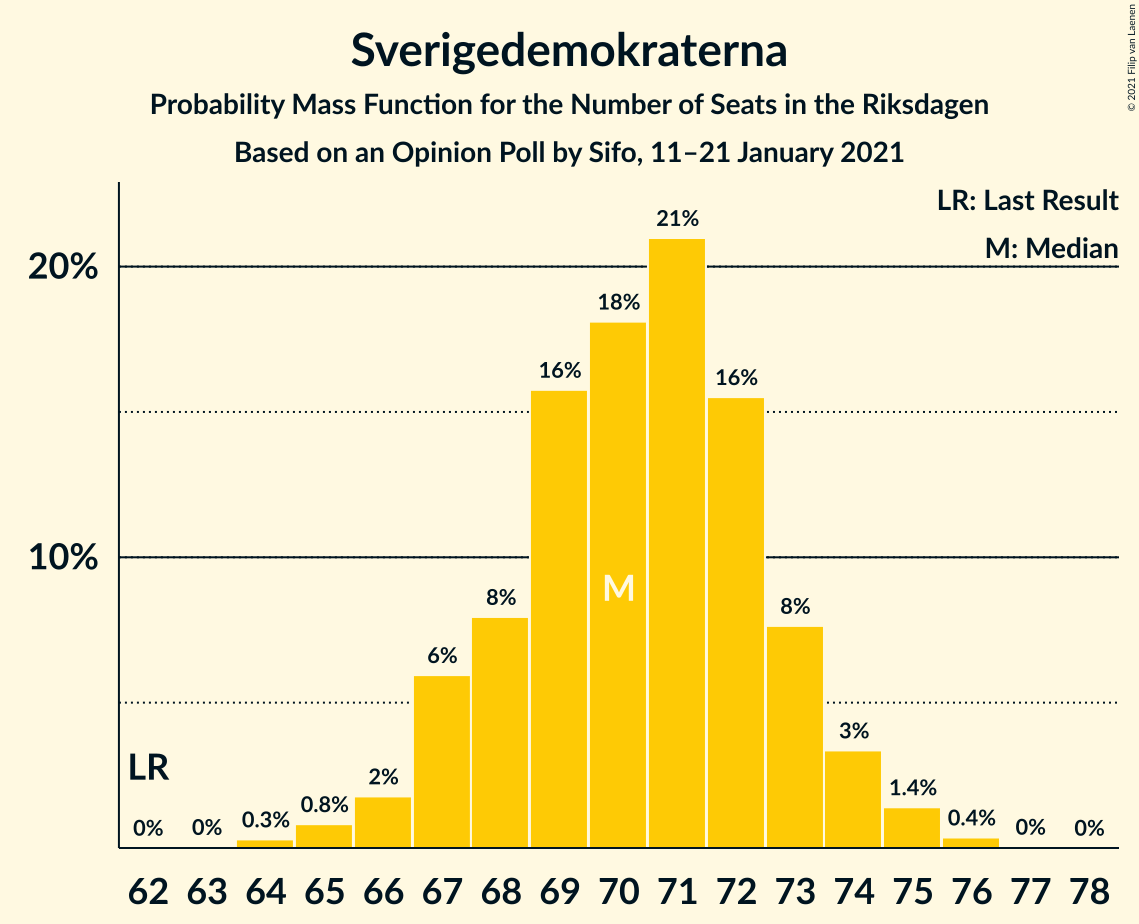 © 2021 Filip van Laenen
Sverigedemokraterna
Probability Mass Function for the Number of Seats in the Riksdagen
Based on an Opinion Poll by Sifo, 11–21 January 2021
LR: Last Result
M: Median
20%
10%
LR
0% 0% 0.3% 0.8% 2% 6% 8% 16% 18% 21% 16% 8% 3% 1.4% 0.4% 0% 0%
M
62 63 64 65 66 67 68 69 70 71 72 73 74 75 76 77 78